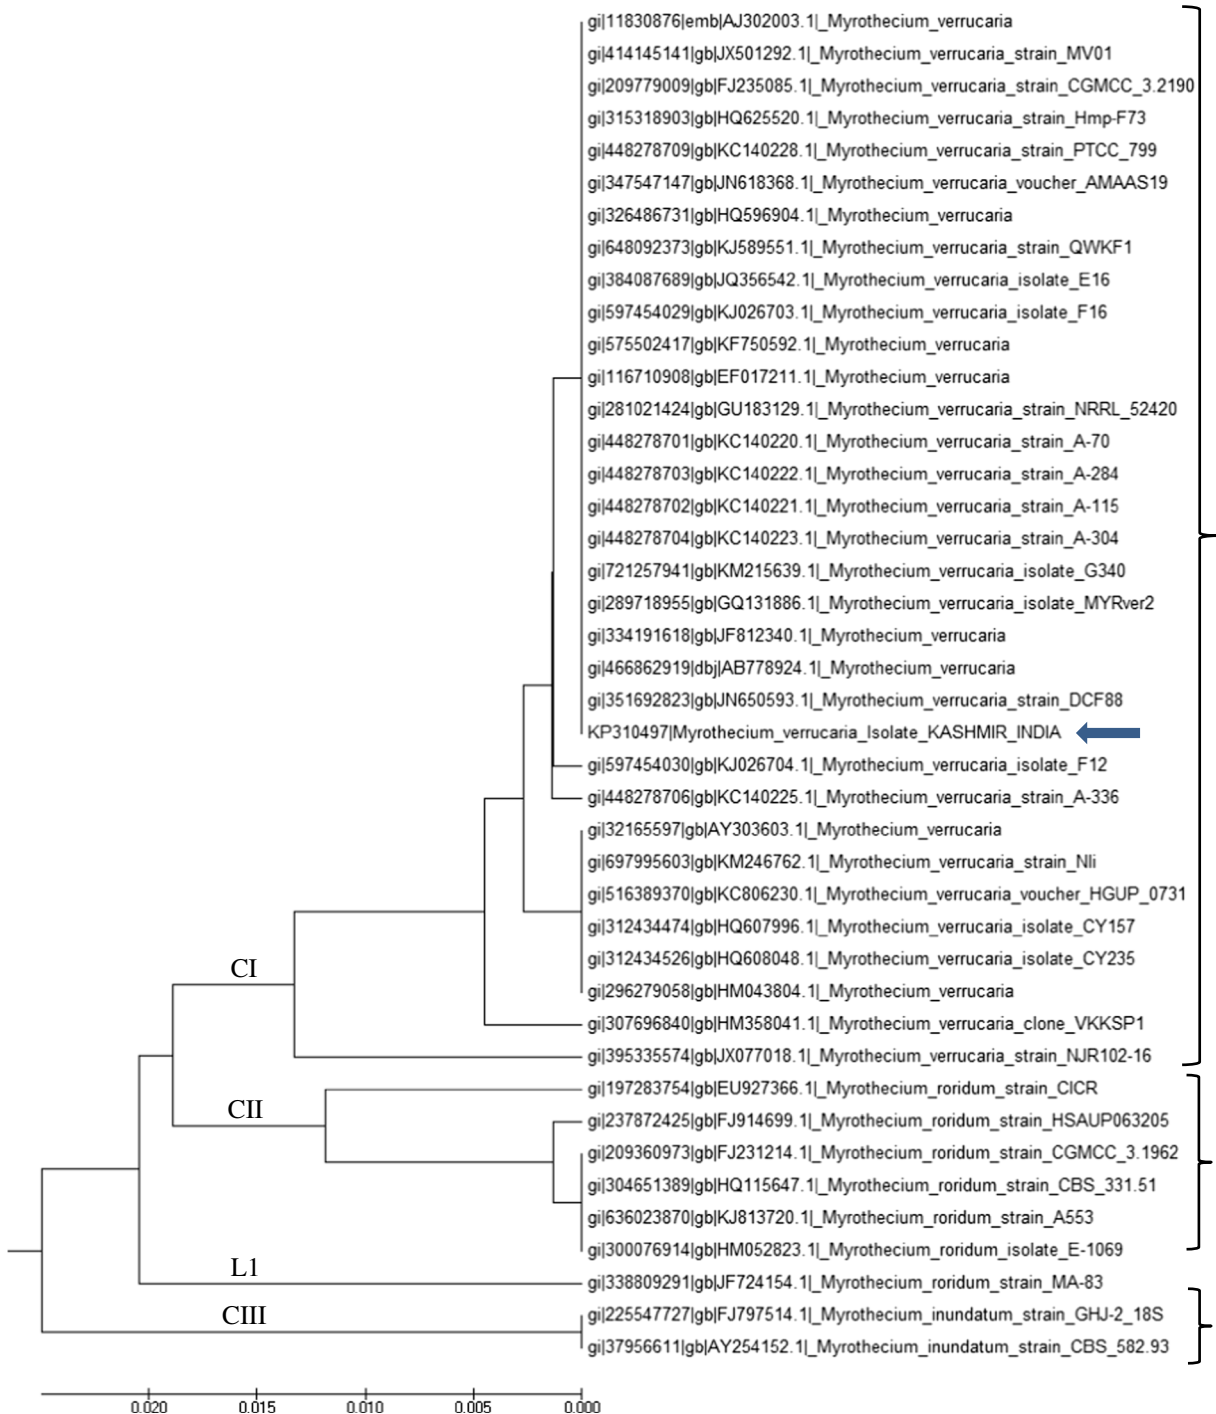 gi|11830876|emb|AJ302003.1|_Myrothecium_verrucaria
gi|414145141|gb|JX501292.1|_Myrothecium_verrucaria_strain_MV01
gi|209779009|gb|FJ235085.1|_Myrothecium_verrucaria_strain_CGMCC_3.2190
gi|315318903|gb|HQ625520.1|_Myrothecium_verrucaria_strain_Hmp-F73
gi|448278709|gb|KC140228.1|_Myrothecium_verrucaria_strain_PTCC_799
gi|347547147|gb|JN618368.1|_Myrothecium_verrucaria_voucher_AMAAS19
gi|326486731|gb|HQ596904.1|_Myrothecium_verrucaria
gi|648092373|gb|KJ589551.1|_Myrothecium_verrucaria_strain_QWKF1
gi|384087689|gb|JQ356542.1|_Myrothecium_verrucaria_isolate_E16
gi|597454029|gb|KJ026703.1|_Myrothecium_verrucaria_isolate_F16
gi|575502417|gb|KF750592.1|_Myrothecium_verrucaria
gi|116710908|gb|EF017211.1|_Myrothecium_verrucaria
gi|281021424|gb|GU183129.1|_Myrothecium_verrucaria_strain_NRRL_52420
gi|448278701|gb|KC140220.1|_Myrothecium_verrucaria_strain_A-70
gi|448278703|gb|KC140222.1|_Myrothecium_verrucaria_strain_A-284
gi|448278702|gb|KC140221.1|_Myrothecium_verrucaria_strain_A-115
gi|448278704|gb|KC140223.1|_Myrothecium_verrucaria_strain_A-304
gi|721257941|gb|KM215639.1|_Myrothecium_verrucaria_isolate_G340
gi|289718955|gb|GQ131886.1|_Myrothecium_verrucaria_isolate_MYRver2
gi|334191618|gb|JF812340.1|_Myrothecium_verrucaria
gi|466862919|dbj|AB778924.1|_Myrothecium_verrucaria
gi|351692823|gb|JN650593.1|_Myrothecium_verrucaria_strain_DCF88
KP310497|Myrothecium_verrucaria_Isolate_KASHMIR_INDIA
gi|597454030|gb|KJ026704.1|_Myrothecium_verrucaria_isolate_F12
gi|448278706|gb|KC140225.1|_Myrothecium_verrucaria_strain_A-336
gi|32165597|gb|AY303603.1|_Myrothecium_verrucaria
gi|697995603|gb|KM246762.1|_Myrothecium_verrucaria_strain_Nli
gi|516389370|gb|KC806230.1|_Myrothecium_verrucaria_voucher_HGUP_0731
gi|312434474|gb|HQ607996.1|_Myrothecium_verrucaria_isolate_CY157
gi|312434526|gb|HQ608048.1|_Myrothecium_verrucaria_isolate_CY235
CI
gi|296279058|gb|HM043804.1|_Myrothecium_verrucaria
gi|307696840|gb|HM358041.1|_Myrothecium_verrucaria_clone_VKKSP1
gi|395335574|gb|JX077018.1|_Myrothecium_verrucaria_strain_NJR102-16
gi|197283754|gb|EU927366.1|_Myrothecium_roridum_strain_CICR
CII
gi|237872425|gb|FJ914699.1|_Myrothecium_roridum_strain_HSAUP063205
gi|209360973|gb|FJ231214.1|_Myrothecium_roridum_strain_CGMCC_3.1962
gi|304651389|gb|HQ115647.1|_Myrothecium_roridum_strain_CBS_331.51
gi|636023870|gb|KJ813720.1|_Myrothecium_roridum_strain_A553
gi|300076914|gb|HM052823.1|_Myrothecium_roridum_isolate_E-1069
L1
gi|338809291|gb|JF724154.1|_Myrothecium_roridum_strain_MA-83
CIII
gi|225547727|gb|FJ797514.1|_Myrothecium_inundatum_strain_GHJ-2_18S
gi|37956611|gb|AY254152.1|_Myrothecium_inundatum_strain_CBS_582.93
0.020 0.015 0.010 0.005 0.000